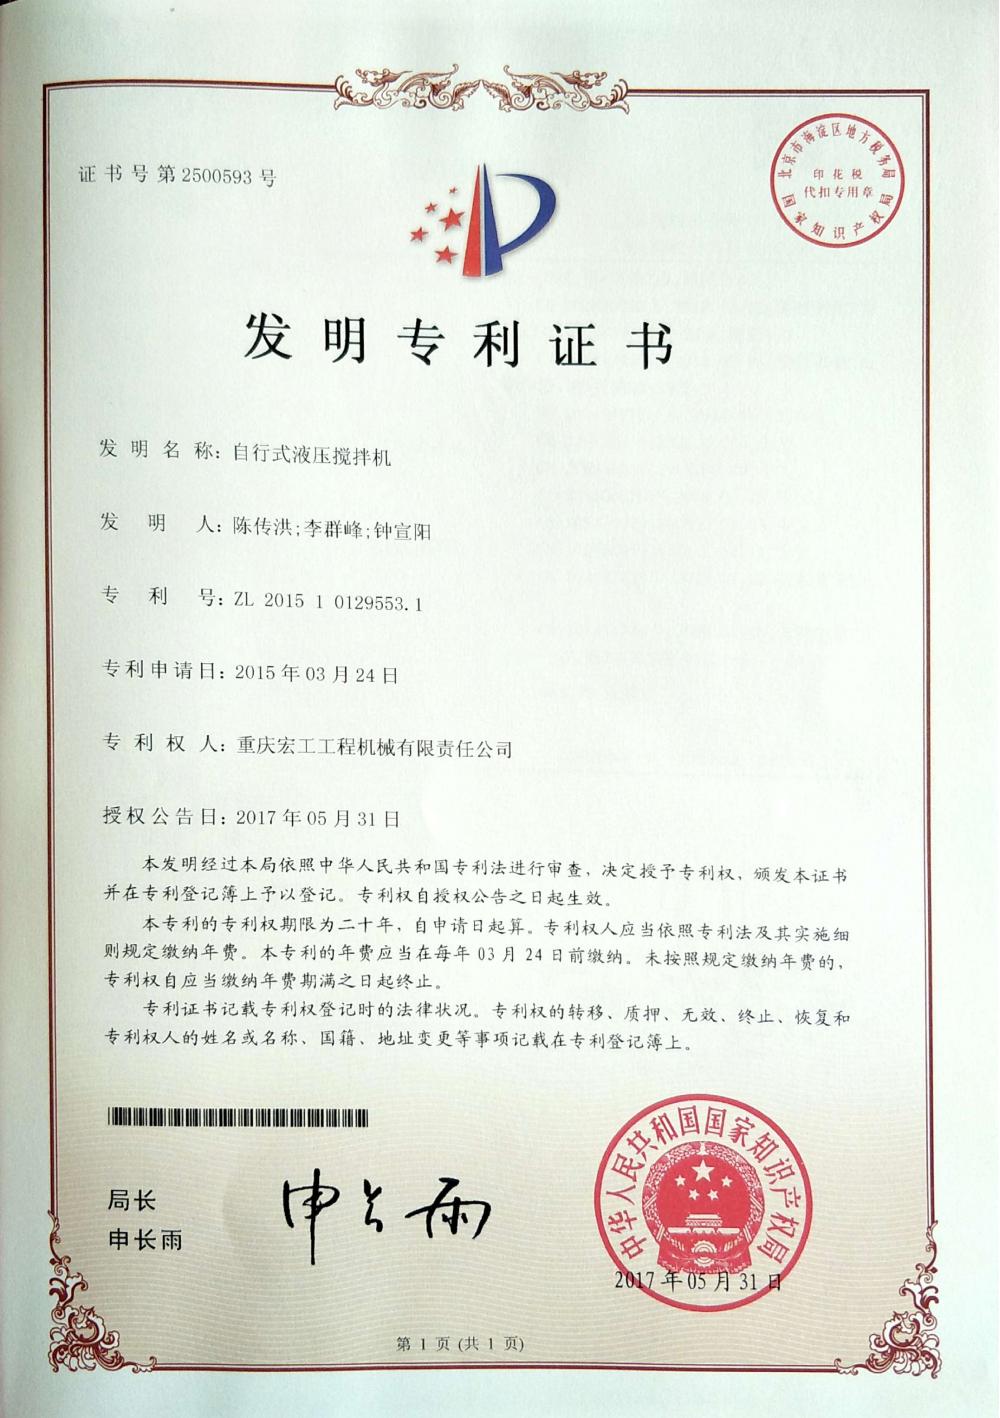 证书号第2500593号
北京市海淀区地方税务局
印花税
代扣专用章
国家知识产权局
发明专利证书
发明名称：自行式液压搅拌机
发明人：陈传洪;李群峰;钟宣阳
专利号：ZL 2015 1 0129553.1
专利申请日：2015年03月24日
专利权人：重庆宏工工程机械有限责任公司
授权公告日：2017年05月31日
本发明经过本局依照中华人民共和国专利法进行审查，决定授予专利权，颁发本证书
并在专利登记簿上予以登记。专利权自授权公告之日起生效。
本专利的专利权期限为二十年，自申请日起算。专利权人应当依照专利法及其实施细
则规定缴纳年费。本专利的年费应当在每年03月24日前缴纳。未按照规定缴纳年费的，
专利权自应当缴纳年费期满之日起终止。
专利证书记载专利权登记时的法律状况。专利权的转移、质押、无效、终止、恢复和
专利权人的姓名或名称、国籍、地址变更等事项记载在专利登记簿上。
局长
申长雨
申长雨
中华人民共和国国家知识产权局
2017年05月31日
第1页(共1页)